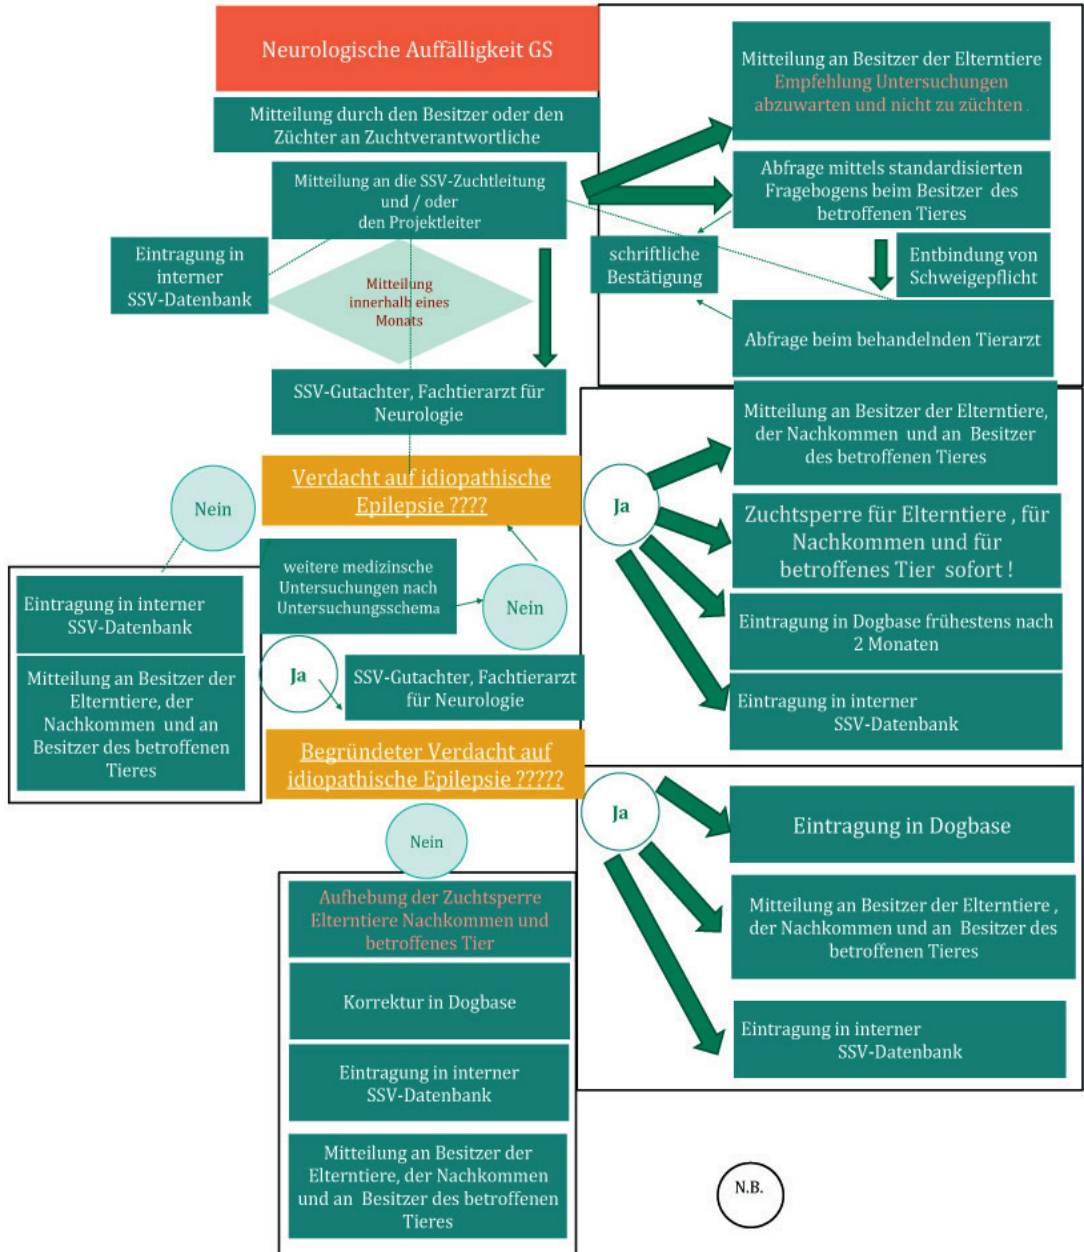 Neurologische Auffälligkeit GS
Mitteilung durch den Besitzer oder den
Züchter an Zuchtverantwortliche
Mitteilung an die SSV-Zuchtleitung
und / oder
den Projektleiter
Eintragung in
interner
SSV-Datenbank
Mitteilung
innerhalb eines
Monats
SSV-Gutachter, Fachtierarzt für
Neurologie
Mitteilung an Besitzer der Elterntiere
Empfehlung Untersuchungen
abzuwarten und nicht zu züchten .
Abfrage mittels standardisierten
Fragebogens beim Besitzer des
betroffenen Tieres
schriftliche
Bestätigung
Entbindung von
Schweigepflicht
Abfrage beim behandelnden Tierarzt
Verdacht auf idiopathische
Epilepsie ????
Nein
Ja
Mitteilung an Besitzer der Elterntiere,
der Nachkommen und an Besitzer
des betroffenen Tieres
Zuchtsperre für Elterntiere , für
Nachkommen und für
betroffenes Tier sofort !
Eintragung in Dogbase frühestens nach
2 Monaten
Eintragung in interner
SSV-Datenbank
weitere medizinsche
Untersuchungen nach
Untersuchungsschema
Nein
Eintragung in interner
SSV-Datenbank
Mitteilung an Besitzer der
Elterntiere, der
Nachkommen und an
Besitzer des betroffenen
Tieres
Ja
SSV-Gutachter, Fachtierarzt
für Neurologie
Begründeter Verdacht auf
idiopathische Epilepsie ?????
Ja
Eintragung in Dogbase
Mitteilung an Besitzer der Elterntiere ,
der Nachkommen und an Besitzer des
betroffenen Tieres
Eintragung in interner
SSV-Datenbank
Nein
Aufhebung der Zuchtsperre
Elterntiere Nachkommen und
betroffenes Tier
Korrektur in Dogbase
Eintragung in interner
SSV-Datenbank
Mitteilung an Besitzer der
Elterntiere, der Nachkommen
und an Besitzer des betroffenen
Tieres
N.B.